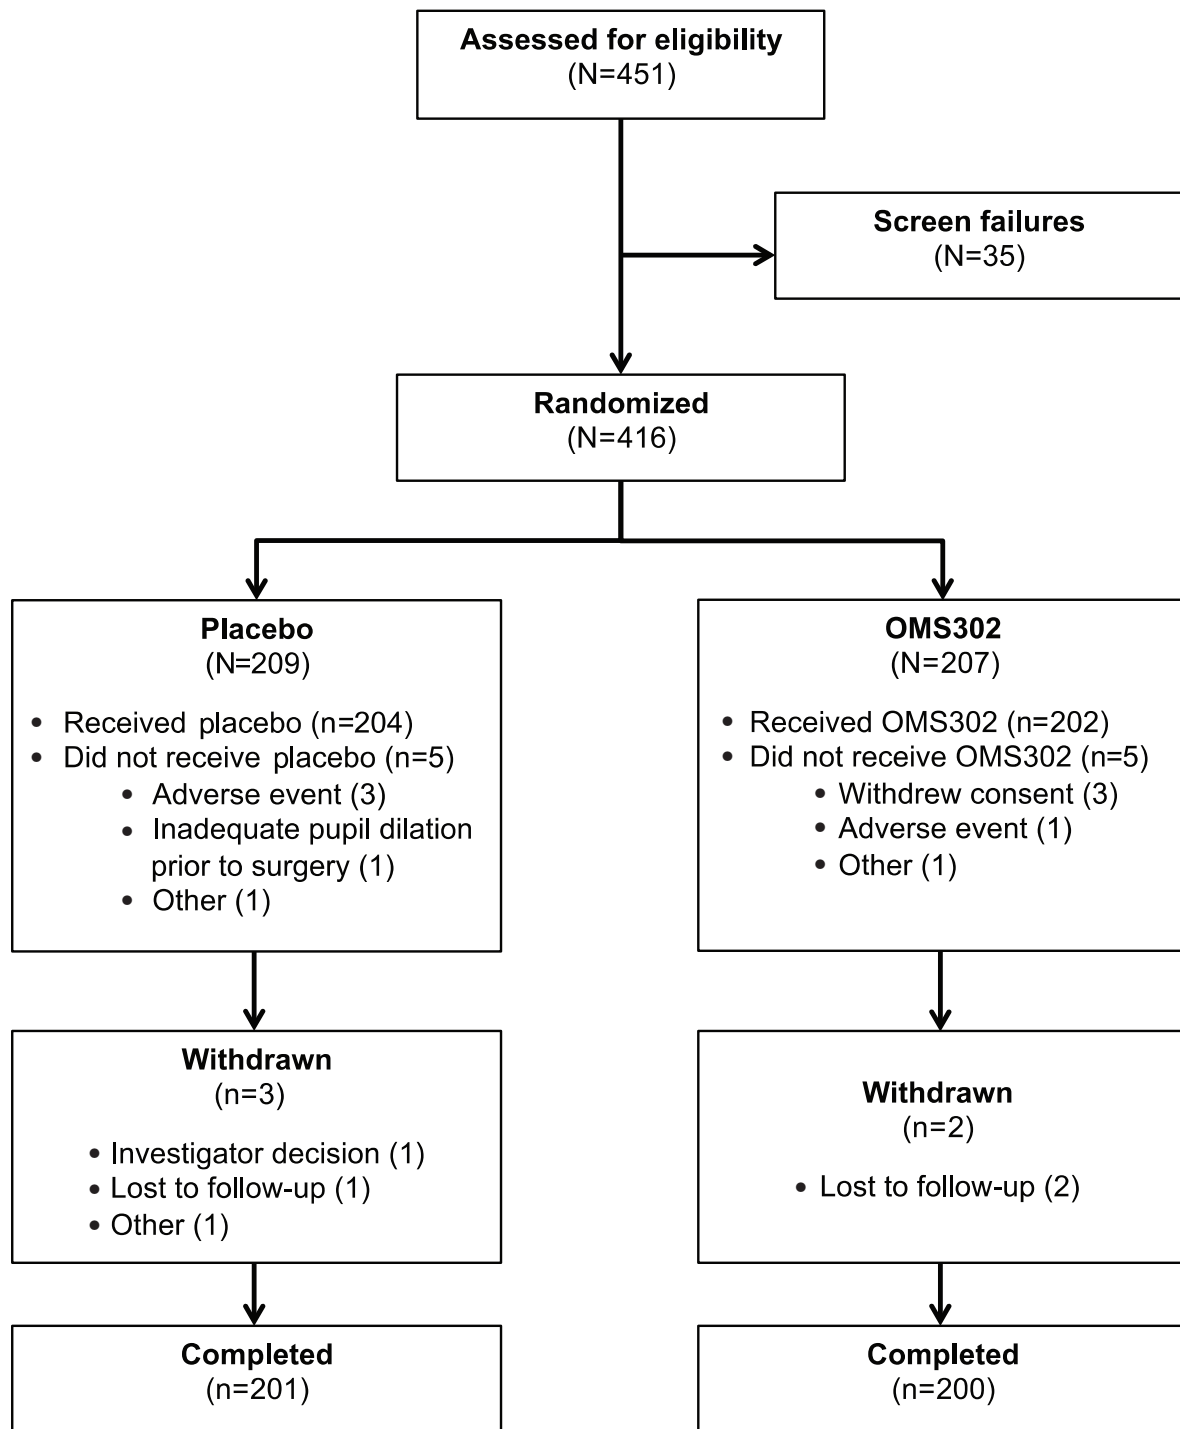 Assessed for eligibility
(N=451)
Screen failures
(N=35)
Randomized
(N=416)
Placebo
(N=209)
• Received placebo (n=204)
• Did not receive placebo (n=5)
• Adverse event (3)
• Inadequate pupil dilation
prior to surgery (1)
• Other (1)
OMS302
(N=207)
• Received OMS302 (n=202)
• Did not receive OMS302 (n=5)
• Withdrew consent (3)
• Adverse event (1)
• Other (1)
Withdrawn
(n=3)
• Investigator decision (1)
• Lost to follow-up (1)
• Other (1)
Withdrawn
(n=2)
• Lost to follow-up (2)
Completed
(n=201)
Completed
(n=200)